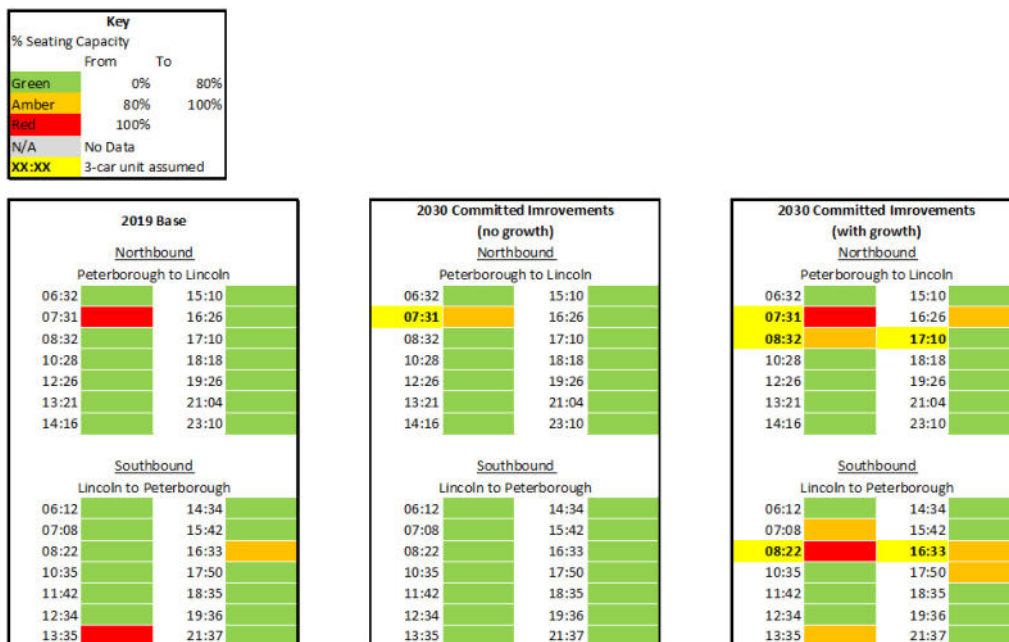 Key
% Seating Capacity
From To
Green 0% 80%
Amber 80% 100%
Red 100%
N/A No Data
XX:XX 3-car unit assumed
2019 Base
Northbound
Peterborough to Lincoln
06:32 15:10
07:31 16:26
08:32 17:10
10:28 18:18
12:26 19:26
13:21 21:04
14:16 23:10
Southbound
Lincoln to Peterborough
06:12 14:34
07:08 15:42
08:22 16:33
10:35 17:50
11:42 18:35
12:34 19:36
13:35 21:37
2030 Committed Imrovements
(no growth)
Northbound
Peterborough to Lincoln
06:32 15:10
07:31 16:26
08:32 17:10
10:28 18:18
12:26 19:26
13:21 21:04
14:16 23:10
Southbound
Lincoln to Peterborough
06:12 14:34
07:08 15:42
08:22 16:33
10:35 17:50
11:42 18:35
12:34 19:36
13:35 21:37
2030 Committed Imrovements
(with growth)
Northbound
Peterborough to Lincoln
06:32 15:10
07:31 16:26
08:32 17:10
10:28 18:18
12:26 19:26
13:21 21:04
14:16 23:10
Southbound
Lincoln to Peterborough
06:12 14:34
07:08 15:42
08:22 16:33
10:35 17:50
11:42 18:35
12:34 19:36
13:35 21:37